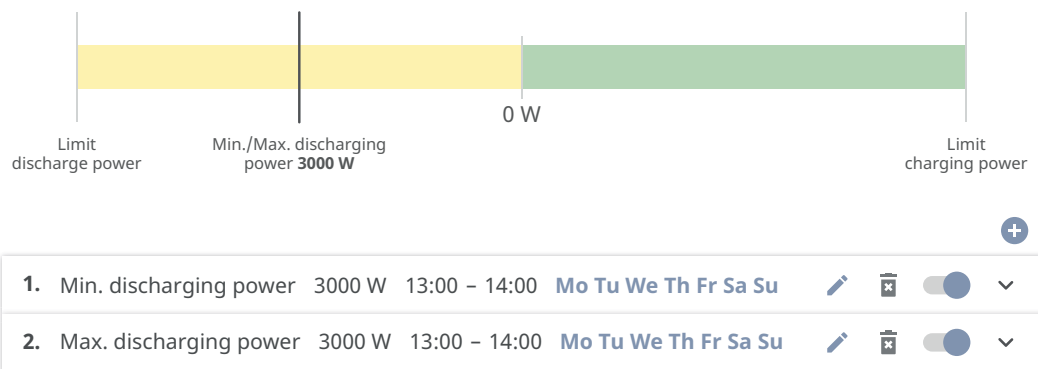 0 W
Limit
discharge power
Min./Max. discharging
power 3000 W
Limit
charging power
1. Min. discharging power 3000 W 13:00 – 14:00 Mo Tu We Th Fr Sa Su
2. Max. discharging power 3000 W 13:00 – 14:00 Mo Tu We Th Fr Sa Su